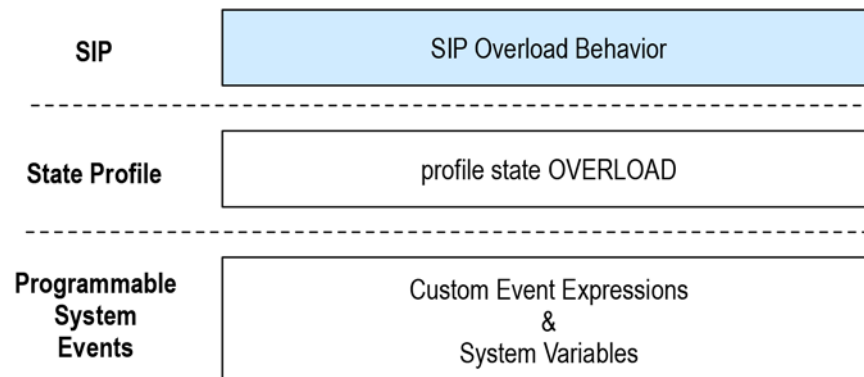 SIP
SIP Overload Behavior
State Profile
profile state OVERLOAD
Programmable
System
Events
Custom Event Expressions
&
System Variables